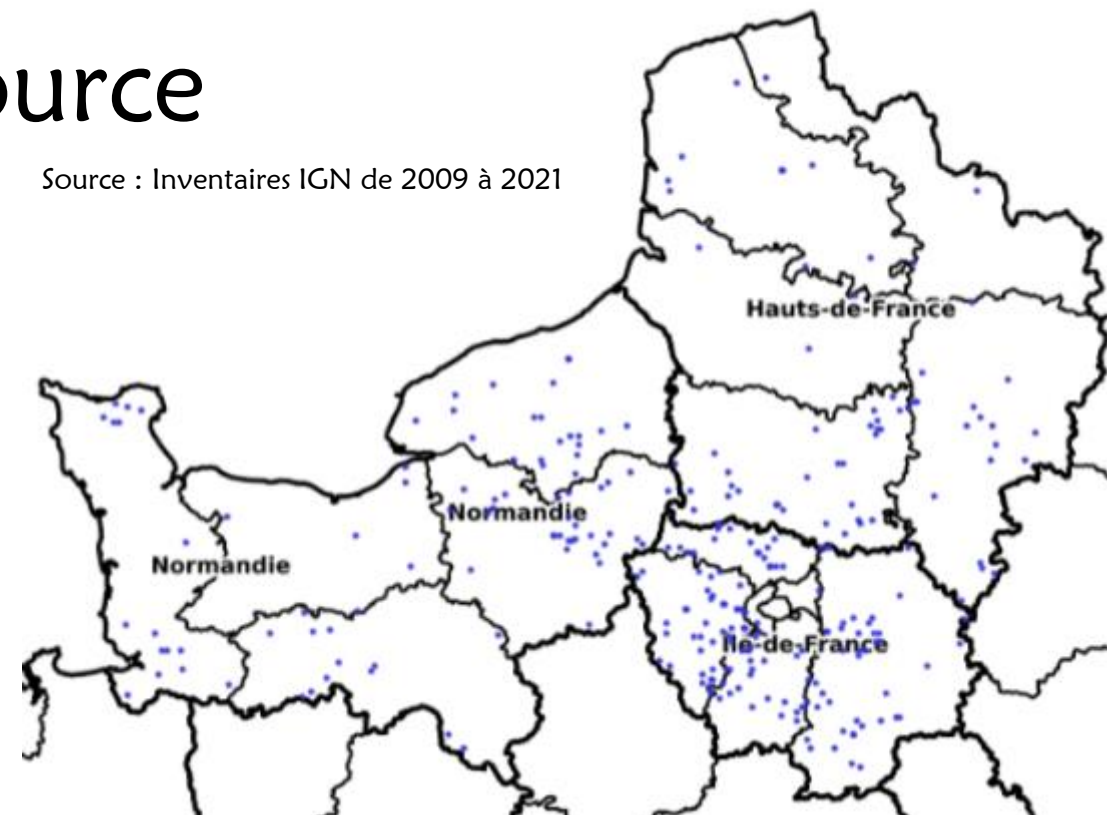 ource
Source : Inventaires IGN de 2009 à 2021
Hauts-de-France
Normandie
Normandie
Ile-de-France